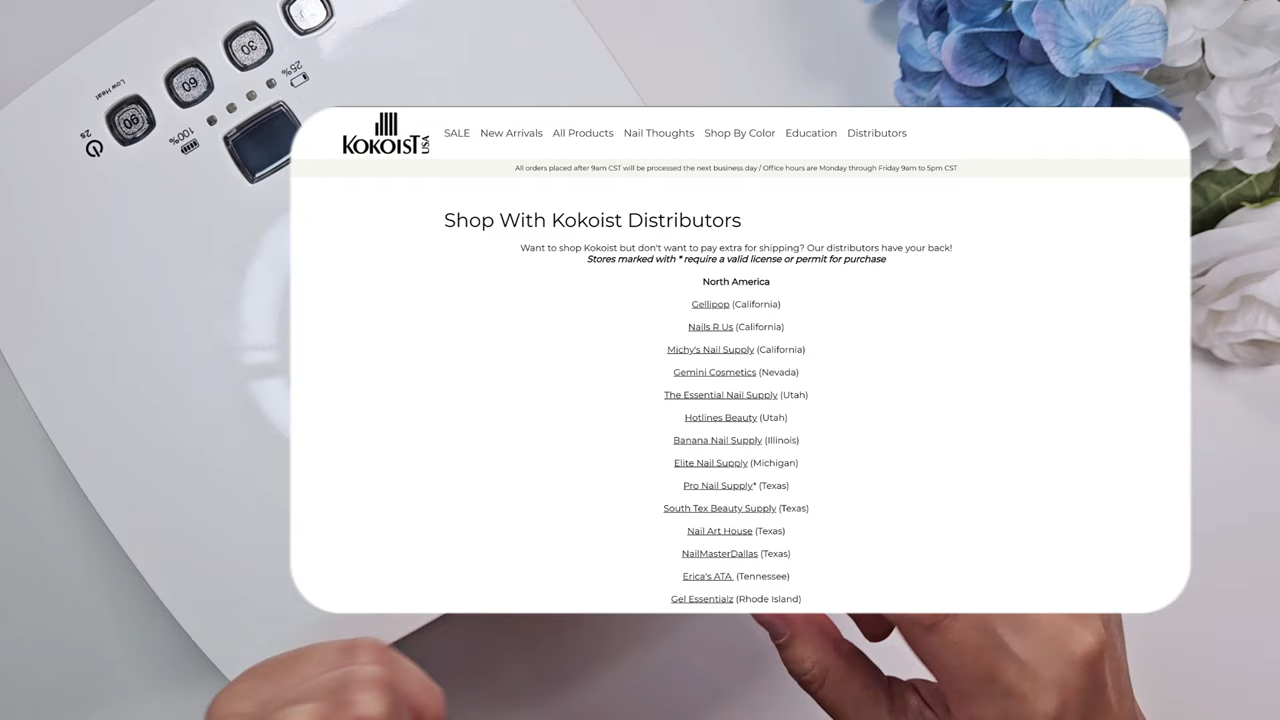 30
60
90
Low Heat
25%
100%
2s
KOKOIST USA
SALE New Arrivals All Products Nail Thoughts Shop By Color Education Distributors
All orders placed after 9am CST will be processed the next business day / Office hours are Monday through Friday 9am to 5pm CST
Shop With Kokoist Distributors
Want to shop Kokoist but don't want to pay extra for shipping? Our distributors have your back!
Stores marked with * require a valid license or permit for purchase
North America
Gellipop (California)
Nails R Us (California)
Michy's Nail Supply (California)
Gemini Cosmetics (Nevada)
The Essential Nail Supply (Utah)
Hotlines Beauty (Utah)
Banana Nail Supply (Illinois)
Elite Nail Supply (Michigan)
Pro Nail Supply* (Texas)
South Tex Beauty Supply (Texas)
Nail Art House (Texas)
NailMasterDallas (Texas)
Erica's ATA (Tennessee)
Gel Essentialz (Rhode Island)